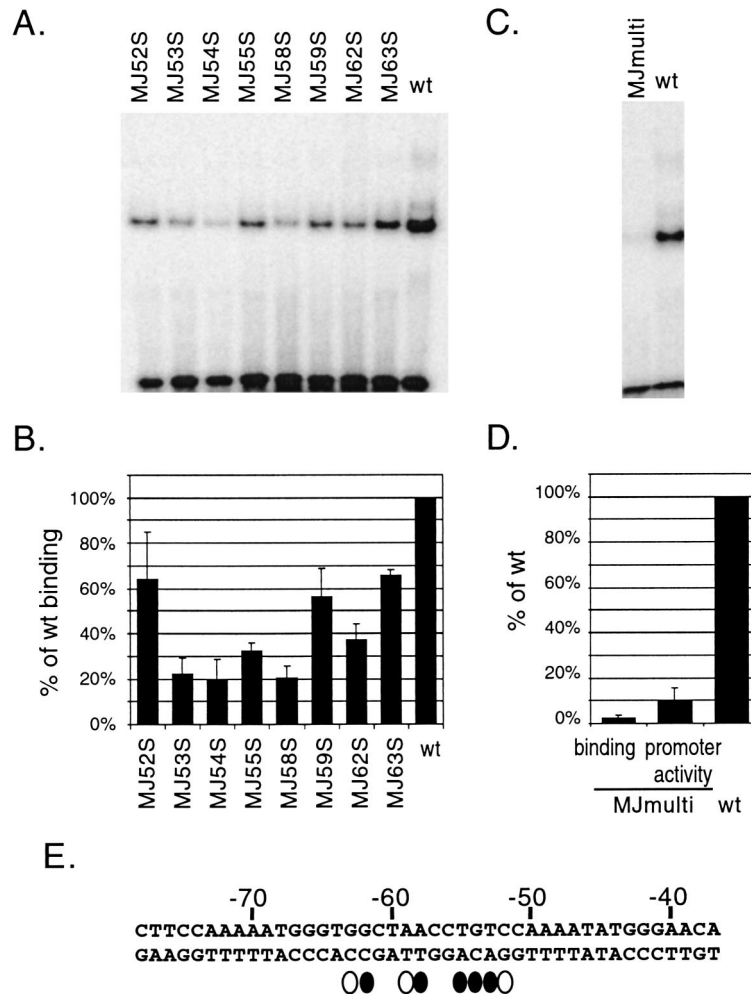 A.
MJ52S MJ53S MJ54S MJ55S MJ58S MJ59S MJ62S MJ63S wt
C.
MJmulti wt
B.
% of wt binding
100%
80%
60%
40%
20%
0%
MJ52S MJ53S MJ54S MJ55S MJ58S MJ59S MJ62S MJ63S wt
D.
% of wt
100%
80%
60%
40%
20%
0%
binding promoter activity
MJmulti wt
E.
-70 -60 -50 -40
CTTCCAAAAATGGGTGGCTAACCTGTCCAAAATATGGGAACA
GAAGGTTTTTACCCACCGATTGGACAGGTTTTATACCCTTGT